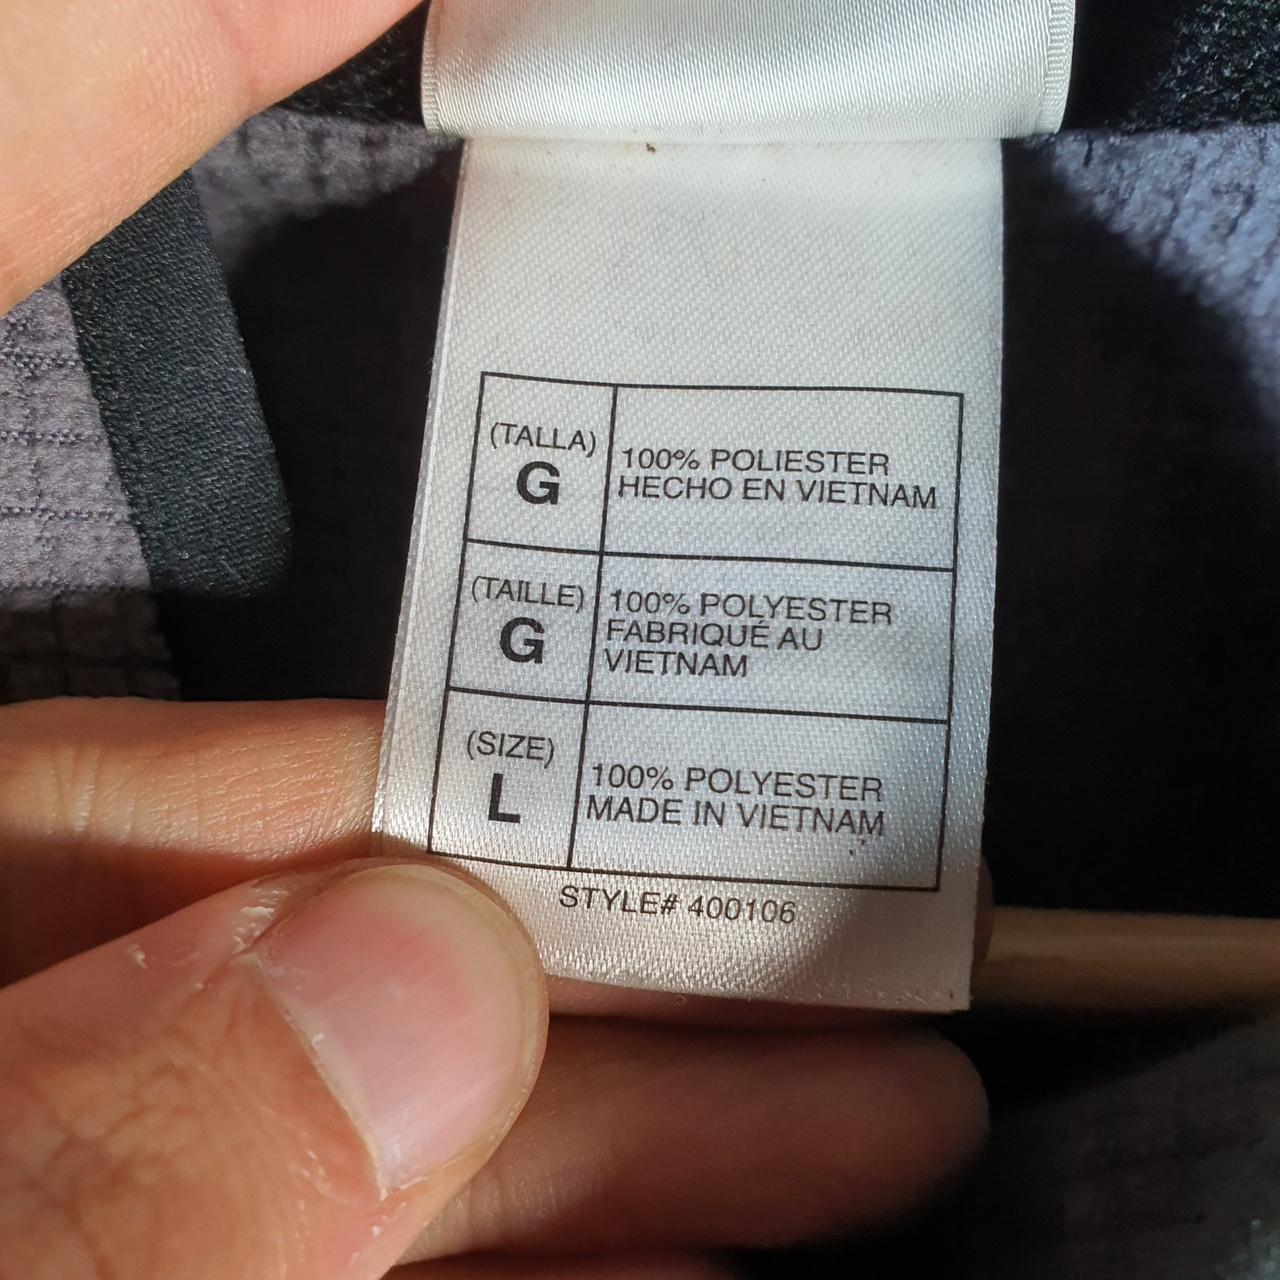 (TALLA)
G
100% POLIESTER
HECHO EN VIETNAM
(TAILLE)
G
100% POLYESTER
FABRIQUÉ AU
VIETNAM
(SIZE)
L
100% POLYESTER
MADE IN VIETNAM
STYLE# 400106